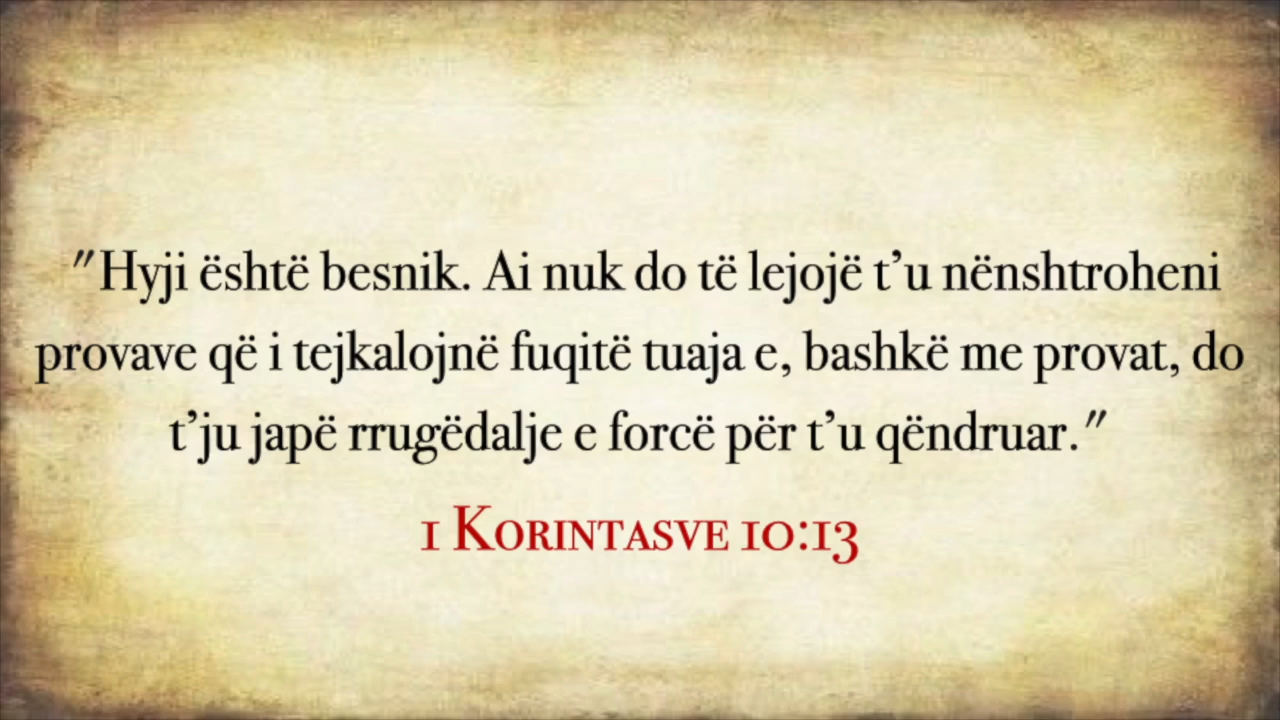 "Hyji është besnik. Ai nuk do të lejojë t’u nënshtroheni
provave që i tejkalojnë fuqitë tuaja e, bashkë me provat, do
t’ju japë rrugëdalje e forcë për t’u qëndruar."
1 Korintasve 10:13